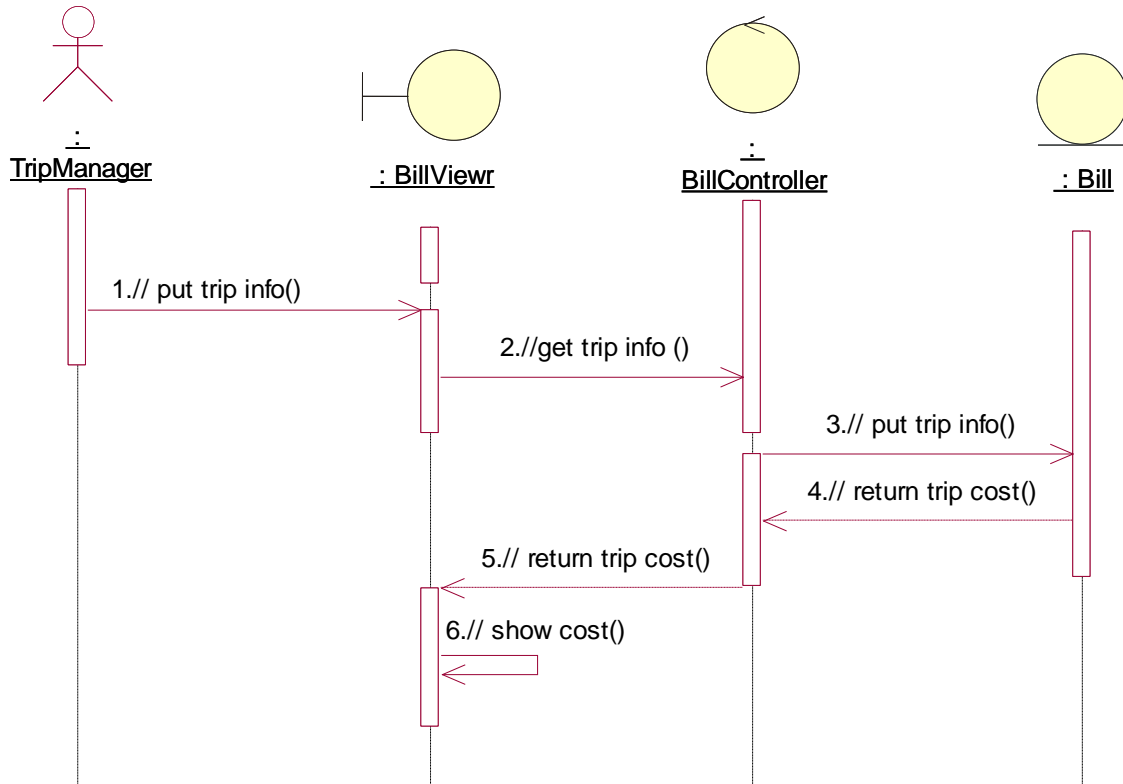 :
TripManager
: BillViewr
:
BillController
: Bill
1.// put trip info()
2.//get trip info ()
3.// put trip info()
4.// return trip cost()
5.// return trip cost()
6.// show cost()